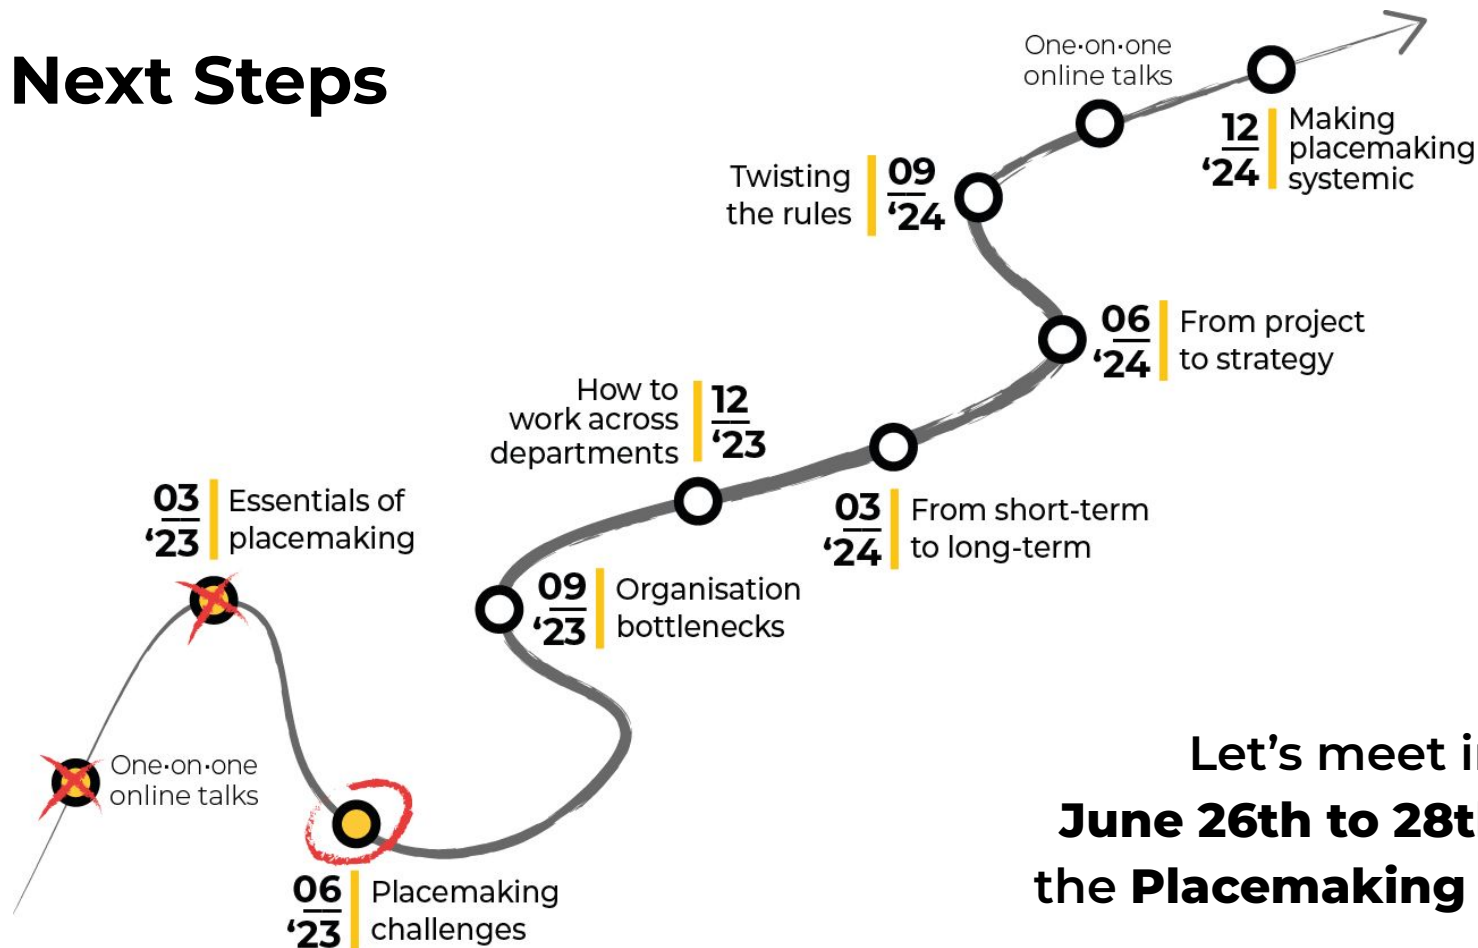 Next Steps
One·on·one
online talks
12
‘24
Making
placemaking
systemic
Twisting
the rules
09
‘24
06
‘24
From project
to strategy
How to
work across
departments
12
‘23
03
‘24
From short-term
to long-term
03
‘23
Essentials of
placemaking
09
‘23
Organisation
bottlenecks
One·on·one
online talks
06
‘23
Placemaking
challenges
Let’s meet
June 26th to
the Placemaking